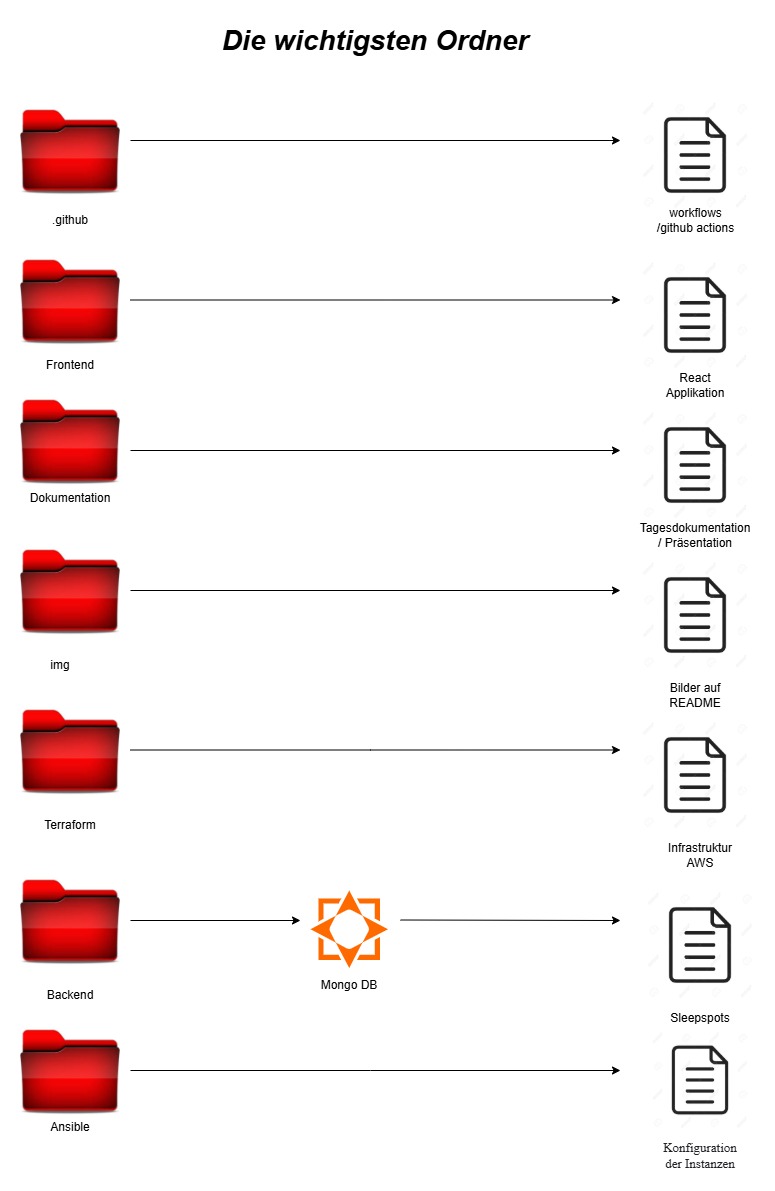 Die wichtigsten Ordner
.github
workflows
/github actions
Frontend
React
Applikation
Dokumentation
Tagesdokumentation
/ Präsentation
img
Bilder auf
README
Terraform
Infrastruktur
AWS
Backend
Mongo DB
Sleepspots
Ansible
Konfiguration
der Instanzen